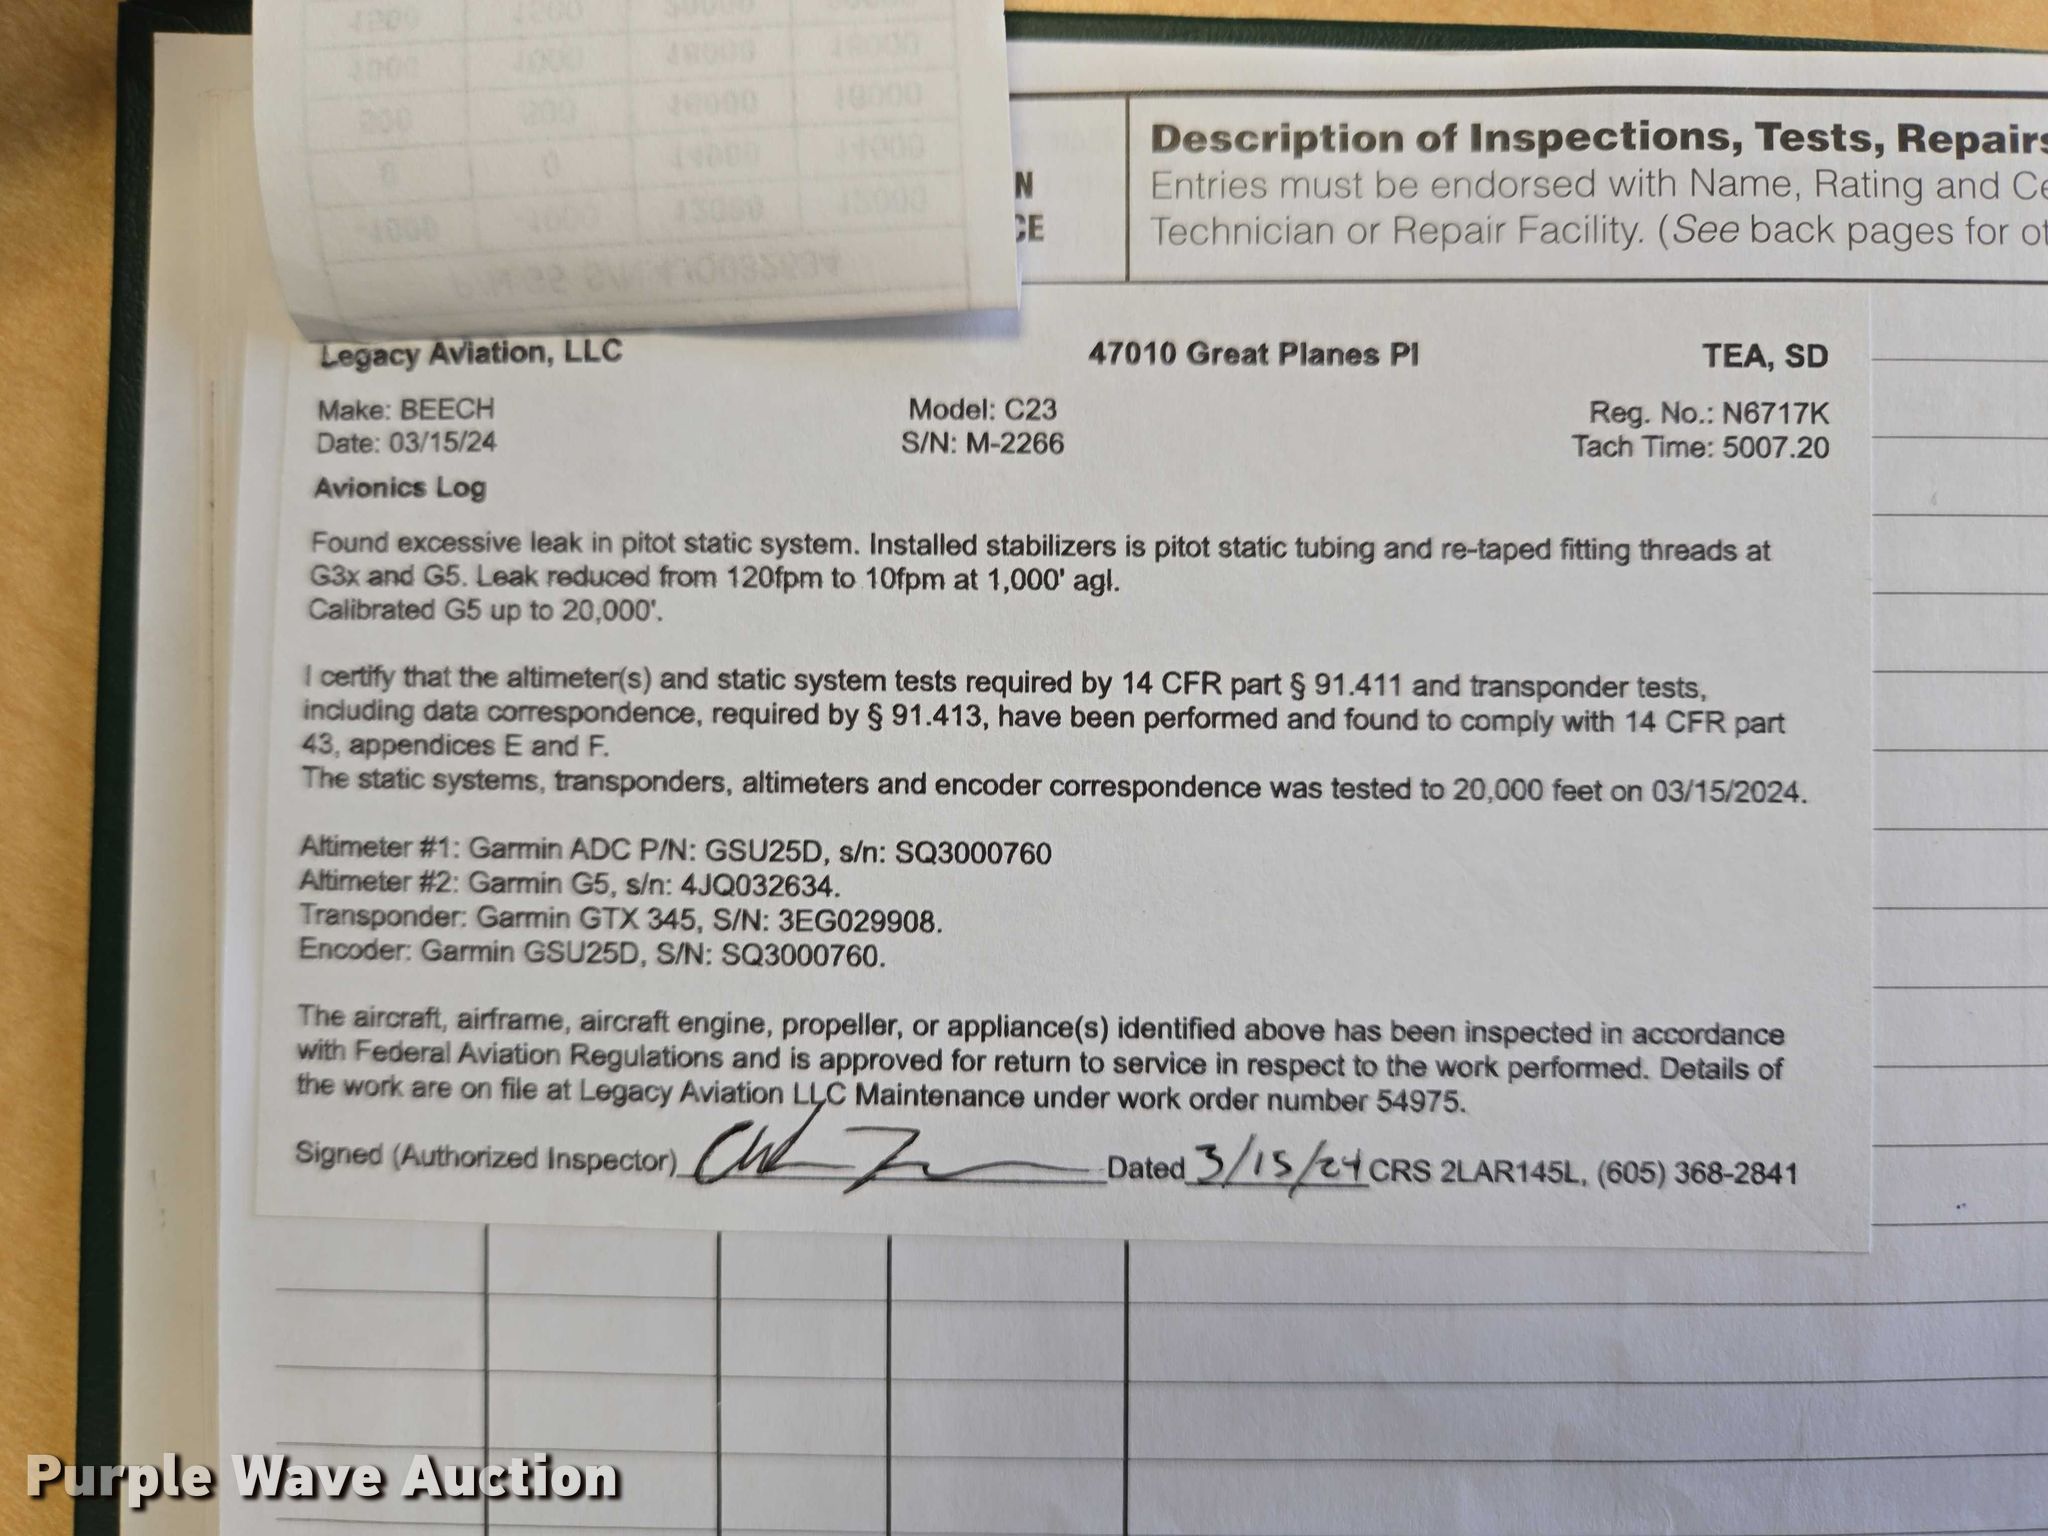 Description of Inspections, Tests, Repairs
Entries must be endorsed with Name, Rating and
Technician or Repair Facility. (See back pages for
Legacy Aviation, LLC 47010 Great Planes Pl TEA, SD
Make: BEECH Model: C23 Reg. No.: N6717K
Date: 03/15/24 S/N: M-2266 Tach Time: 5007.20
Avionics Log
Found excessive leak in pitot static system. Installed stabilizers is pitot static tubing and re-taped fitting threads at
G3x and G5. Leak reduced from 120fpm to 10fpm at 1,000' agl.
Calibrated G5 up to 20,000'.
I certify that the altimeter(s) and static system tests required by 14 CFR part § 91.411 and transponder tests,
including data correspondence, required by § 91.413, have been performed and found to comply with 14 CFR part
43, appendices E and F.
The static systems, transponders, altimeters and encoder correspondence was tested to 20,000 feet on 03/15/2024.
Altimeter #1: Garmin ADC P/N: GSU25D, s/n: SQ3000760
Altimeter #2: Garmin G5, s/n: 4JQ032634.
Transponder: Garmin GTX 345, S/N: 3EG029908.
Encoder: Garmin GSU25D, S/N: SQ3000760.
The aircraft, airframe, aircraft engine, propeller, or appliance(s) identified above has been inspected in accordance
with Federal Aviation Regulations and is approved for return to service in respect to the work performed. Details of
the work are on file at Legacy Aviation LLC Maintenance under work order number 54975.
Signed (Authorized Inspector) Dated 3/15/24 CRS 2LAR145L, (605) 368-2841
Purple Wave Auction